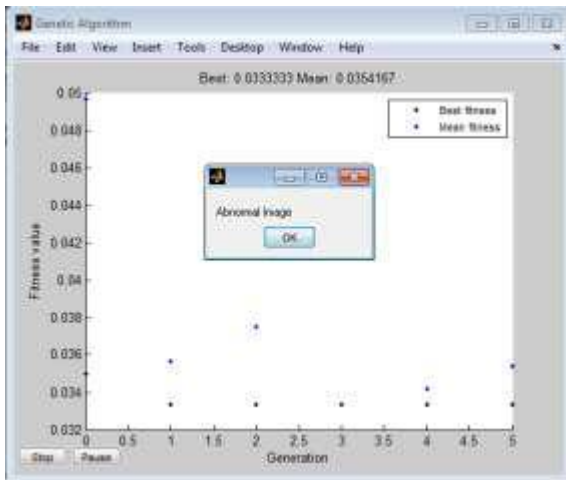 Genetic Algorithm
File Edit View Insert Tools Desktop Window Help
Best: 0.0333333 Mean: 0.0354167
Best fitness
Mean fitness
Abnormal Image
OK
Fitness value
0.05
0.048
0.046
0.044
0.042
0.04
0.038
0.036
0.034
0.032
0 0.5 1 1.5 2 2.5 3 3.5 4 4.5 5
Generation
Stop Pause